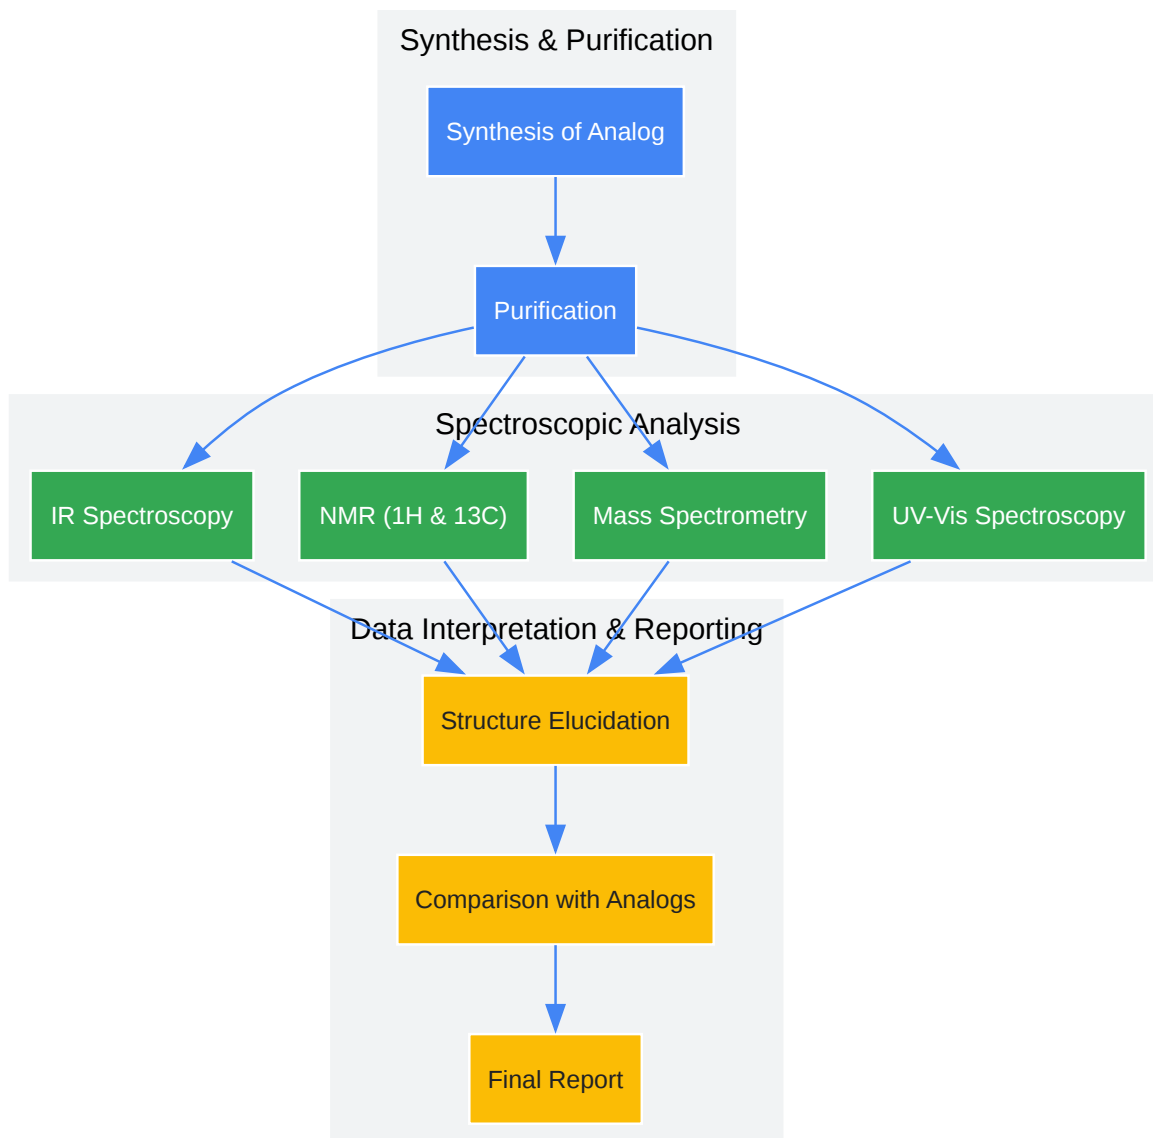 Synthesis & Purification
Synthesis of Analog
Purification
Spectroscopic Analysis
IR Spectroscopy
NMR (1H & 13C)
Mass Spectrometry
UV-Vis Spectroscopy
Data Interpretation & Reporting
Structure Elucidation
Comparison with Analogs
Final Report